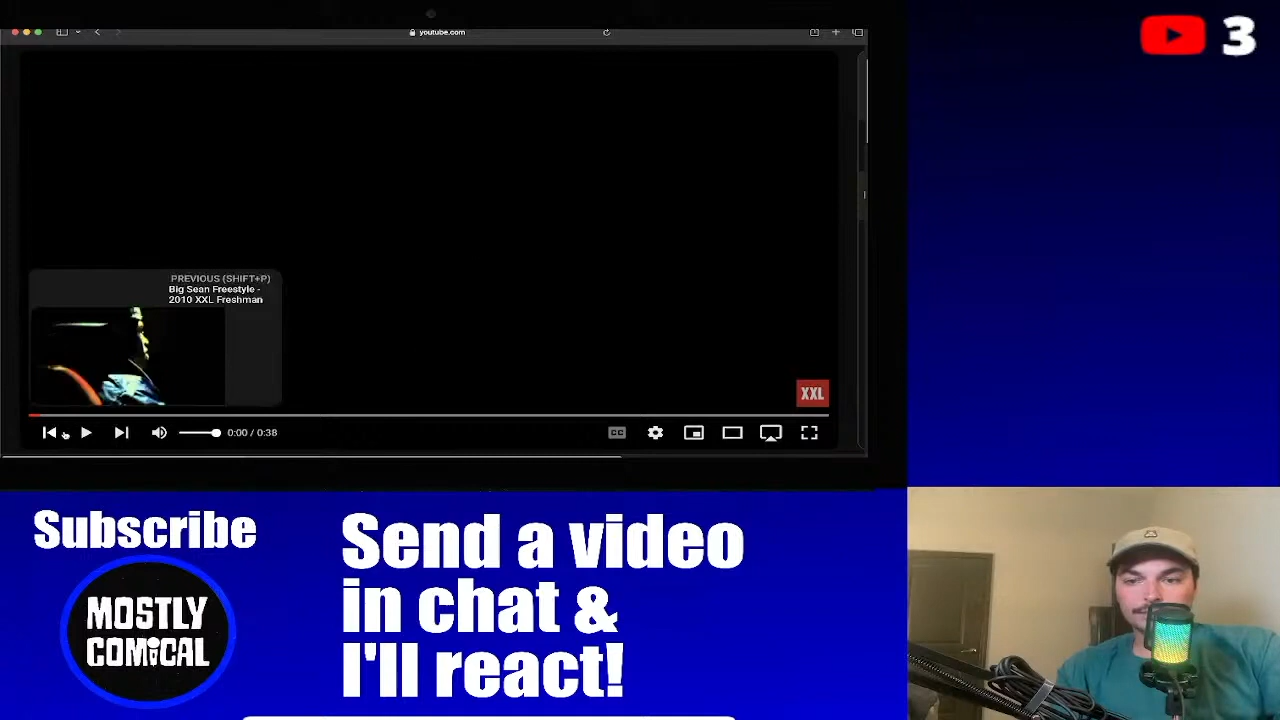 youtube.com
3
PREVIOUS (SHIFT+P)
Big Sean Freestyle -
2010 XXL Freshman
XXL
0:00 / 0:38
CC
Subscribe
MOSTLY
COMICAL
Send a video
in chat &
I'll react!